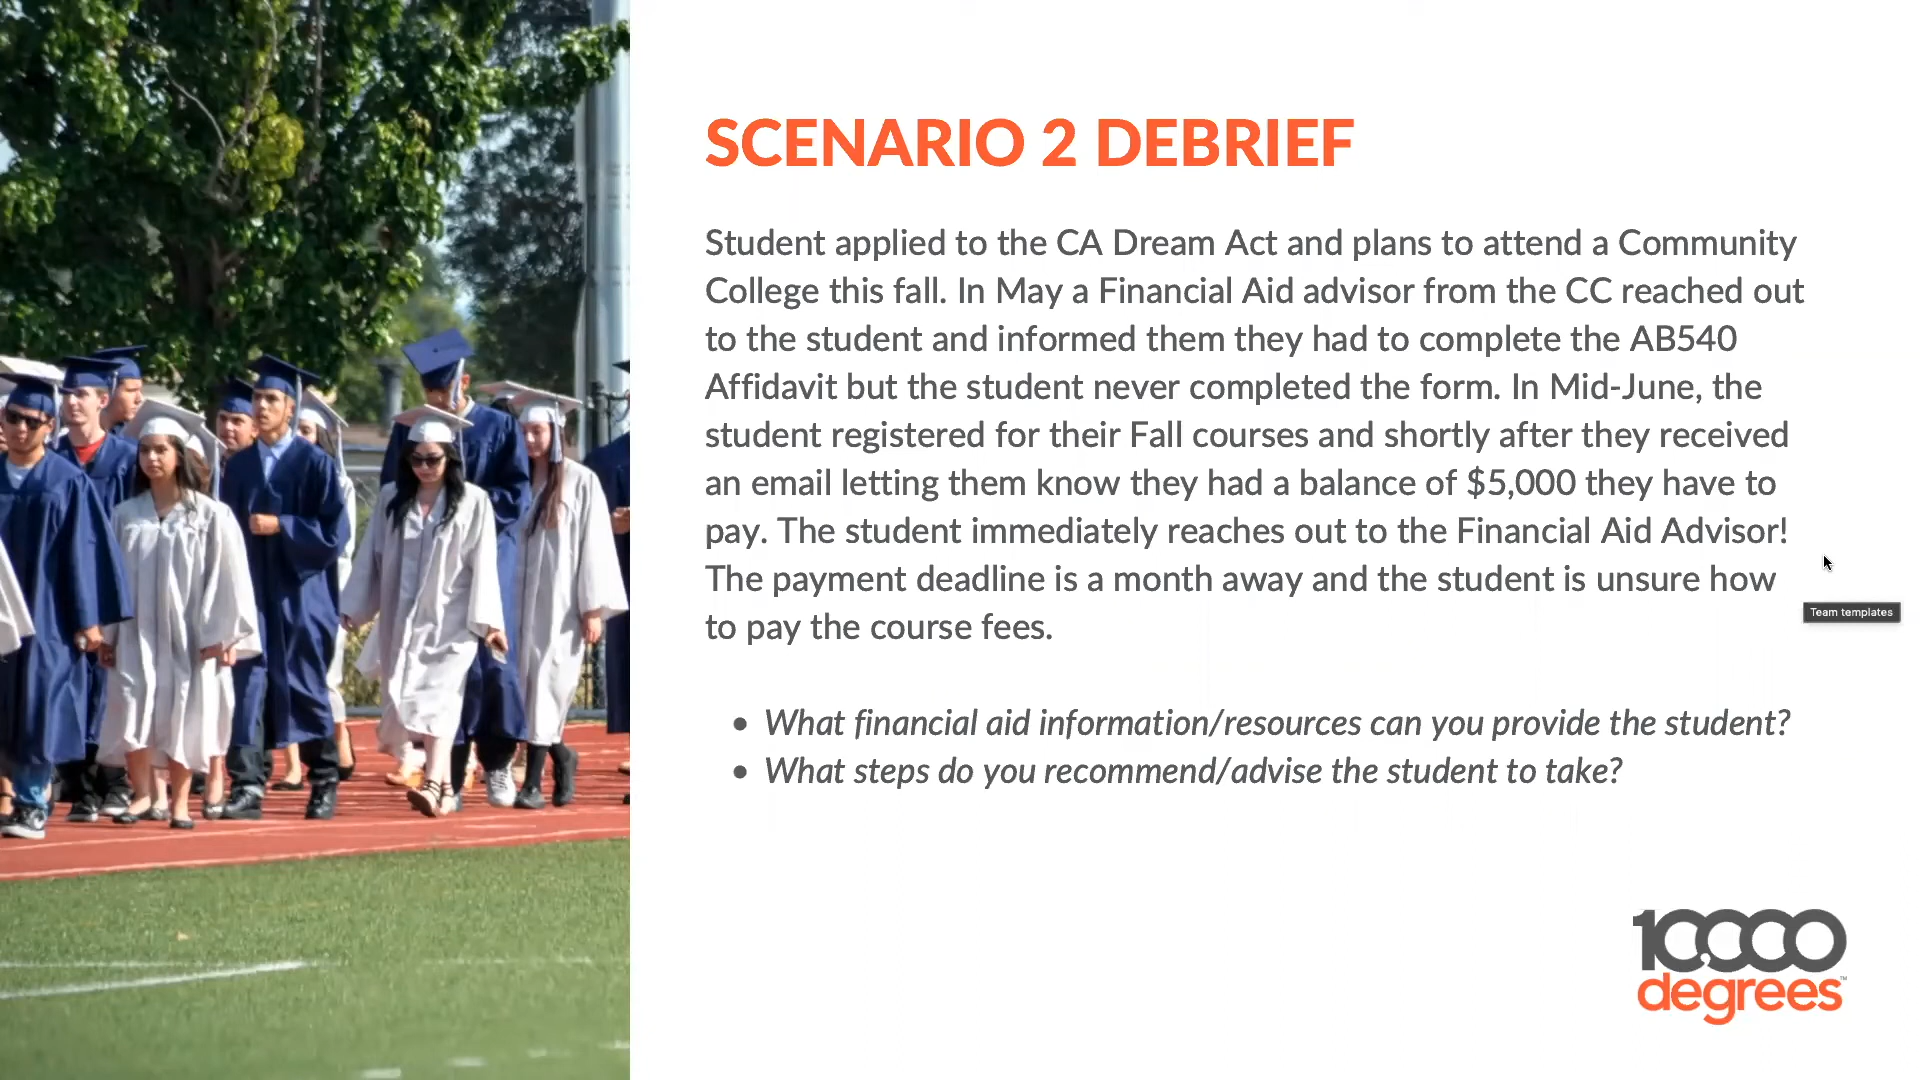 SCENARIO 2 DEBRIEF
Student applied to the CA Dream Act and plans to attend a Community
College this fall. In May a Financial Aid advisor from the CC reached out
to the student and informed them they had to complete the AB540
Affidavit but the student never completed the form. In Mid-June, the
student registered for their Fall courses and shortly after they received
an email letting them know they had a balance of $5,000 they have to
pay. The student immediately reaches out to the Financial Aid Advisor!
The payment deadline is a month away and the student is unsure how
to pay the course fees.
Team templates
• What financial aid information/resources can you provide the student?
• What steps do you recommend/advise the student to take?
10,000
degrees™